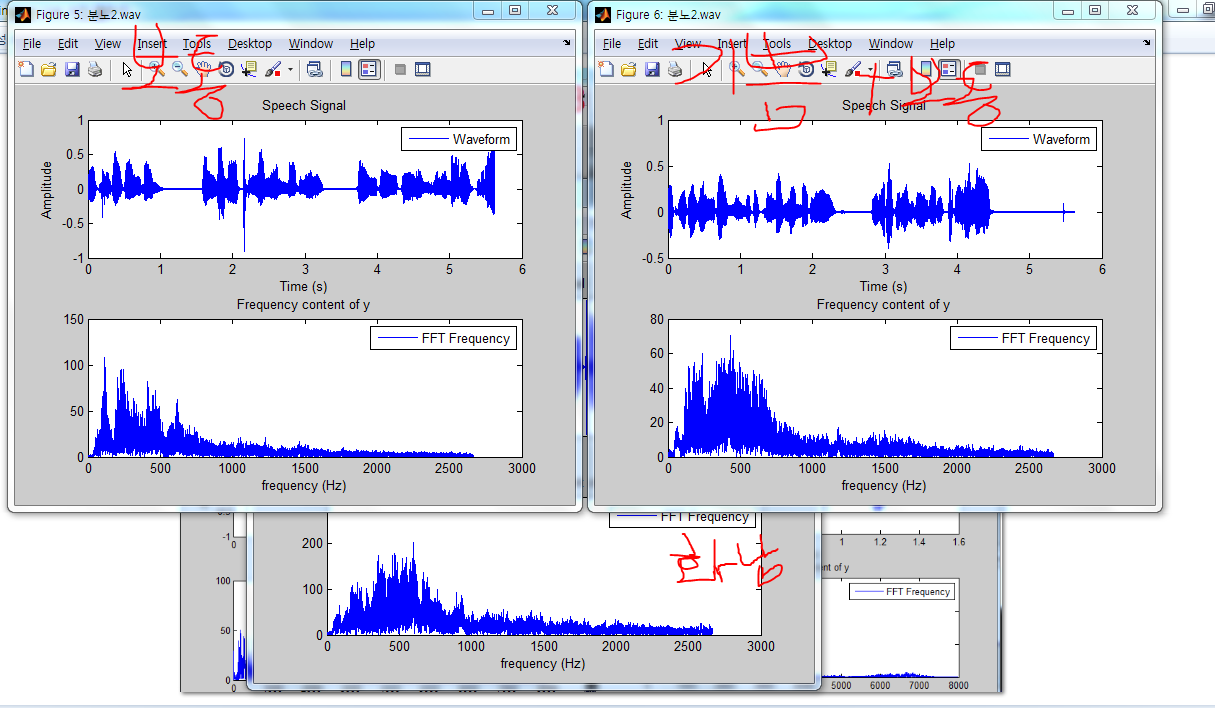 Figure 5: 분노2.wav
File Edit View Insert Tools Desktop Window Help
보통
Speech Signal
Waveform
Amplitude
1
0.5
0
-0.5
-1
0 1 2 3 4 5 6
Time (s)
Frequency content of y
FFT Frequency
150
100
50
0
0 500 1000 1500 2000 2500 3000
frequency (Hz)
Figure 6: 분노2.wav
File Edit View Insert Tools Desktop Window Help
Speech Signal
Waveform
Amplitude
1
0.5
0
-0.5
0 1 2 3 4 5 6
Time (s)
Frequency content of y
FFT Frequency
80
60
40
20
0
0 500 1000 1500 2000 2500 3000
frequency (Hz)
FFT Frequency
화남
200
100
0
0 500 1000 1500 2000 2500 3000
frequency (Hz)
-1
0
100
50
0
0
1 1.2 1.4 1.6
nt of y
FFT Frequency
5000 6000 7000 8000